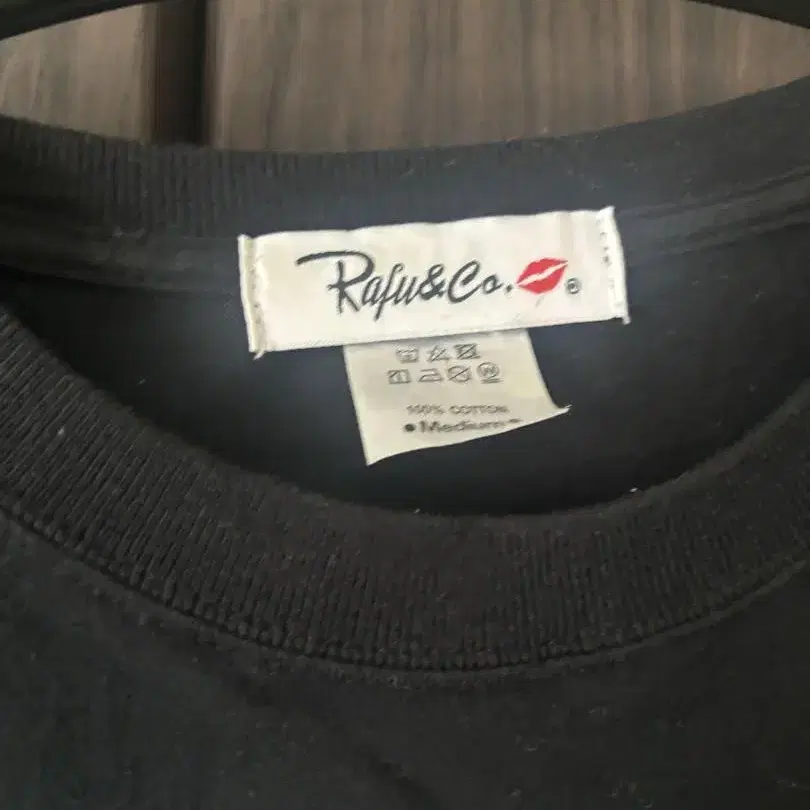 Rafu&Co.®
W
100% COTTON
• Medium